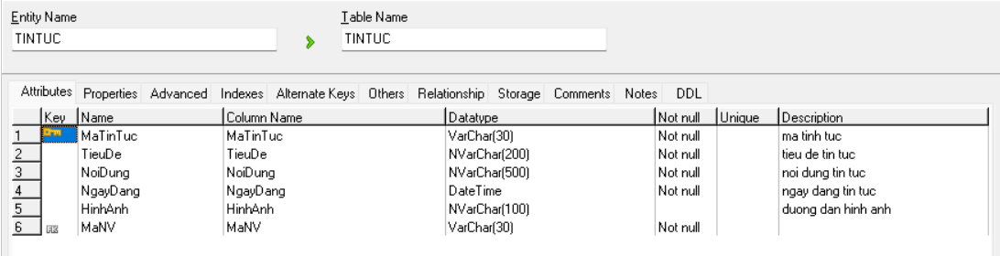 Entity Name Table Name
TINTUC TINTUC
Attributes Properties Advanced Indexes Alternate Keys Others Relationship Storage Comments Notes DDL
Key Name Column Name Datatype Not null Unique Description
1 MaTinTuc MaTinTuc VarChar(30) Not null ma tinh tuc
2 TieuDe TieuDe NVarChar(200) Not null tieu de tin tuc
3 NoiDung NoiDung NVarChar(500) Not null noi dung tin tuc
4 NgayDang NgayDang DateTime Not null ngay dang tin tuc
5 HinhAnh HinhAnh NVarChar(100) duong dan hinh anh
6 FK MaNV MaNV VarChar(30) Not null